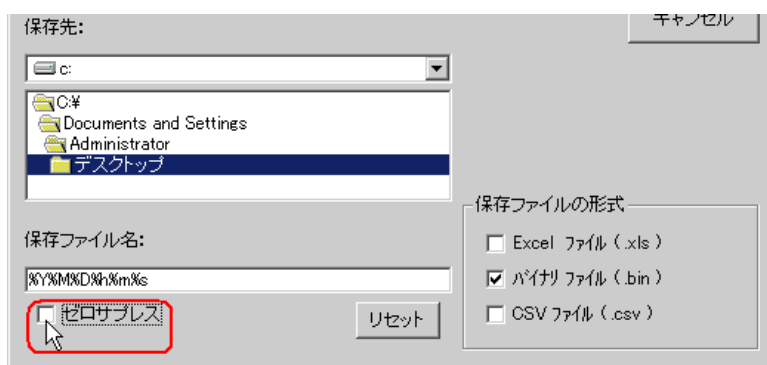 保存先:
キャンセル
c:
C:¥
Documents and Settings
Administrator
デスクトップ
保存ファイルの形式
保存ファイル名:
Excel ファイル ( .xls )
%Y%M%D%h%m%s
バイナリ ファイル ( .bin )
ゼロサプレス
リセット
CSV ファイル ( .csv )